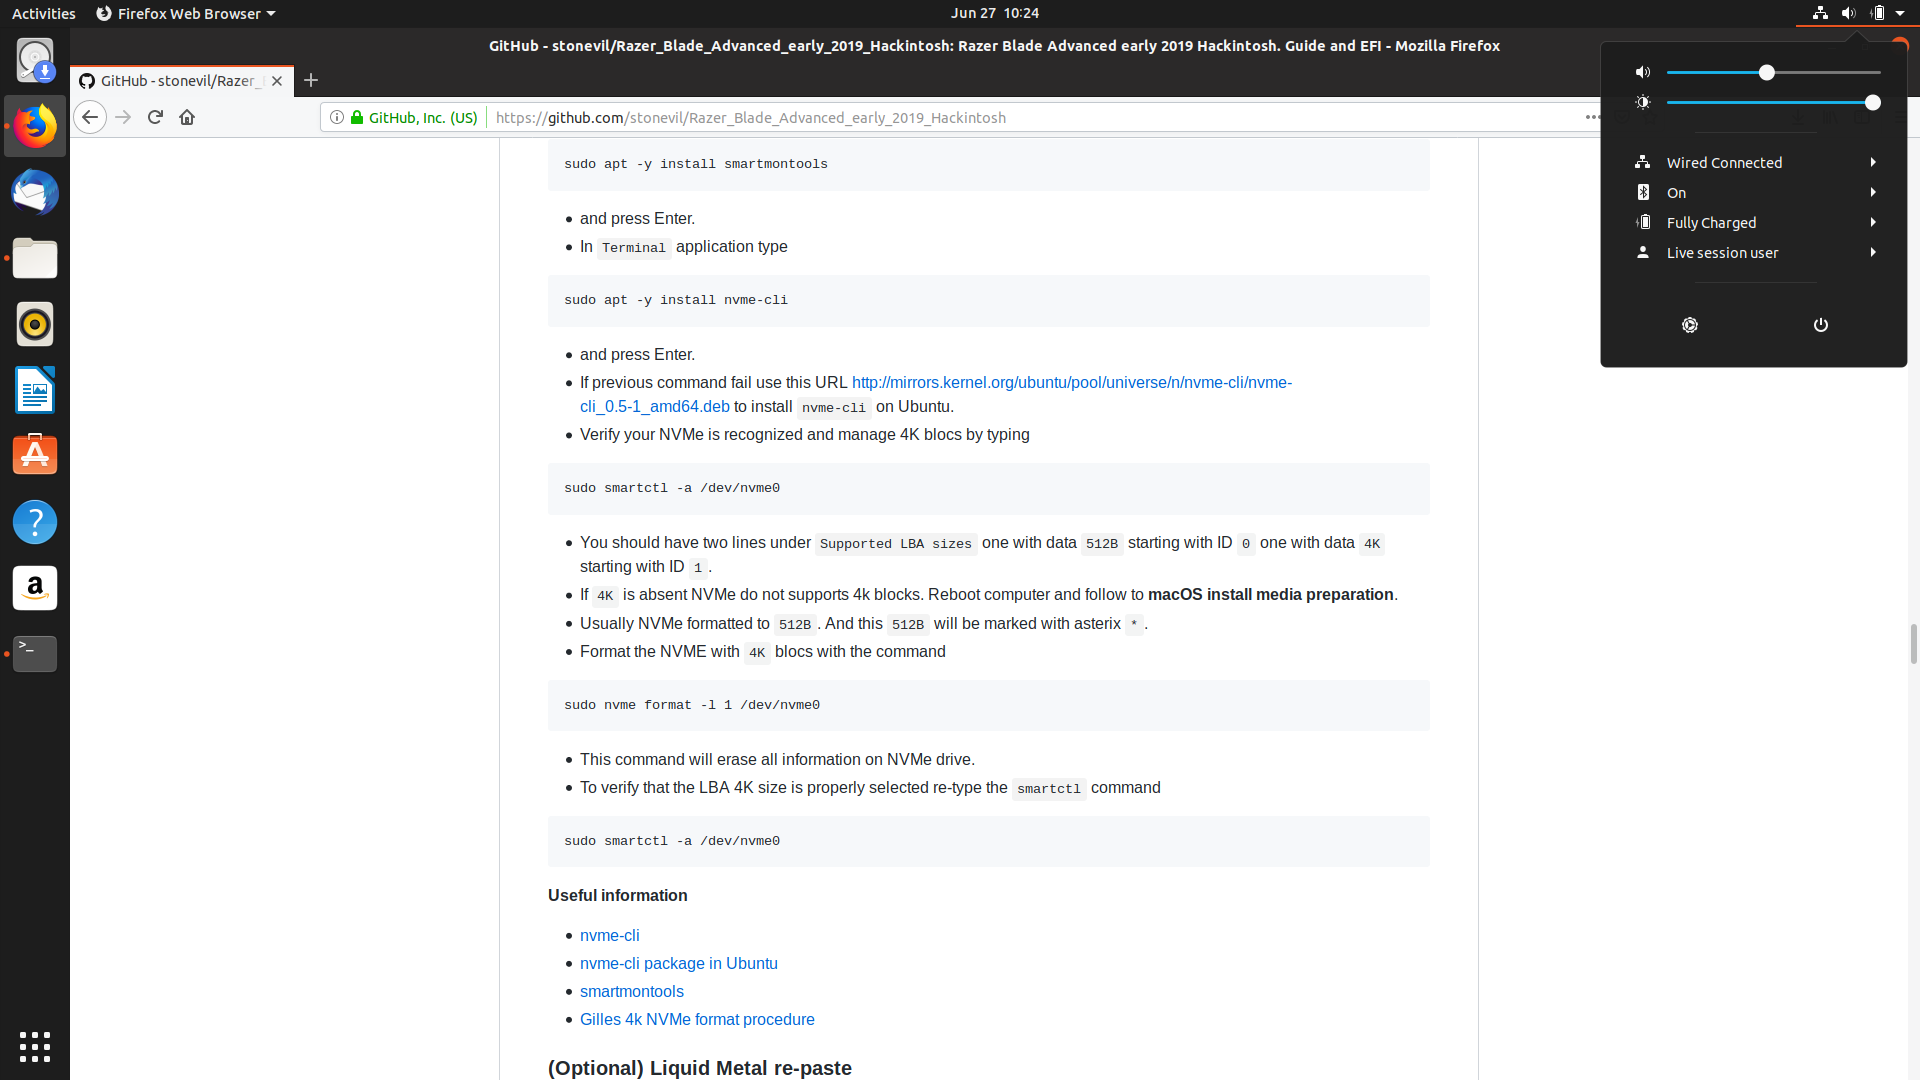 Activities Firefox Web Browser Jun 27 10:24
GitHub - stonevil/Razer_Blade_Advanced_early_2019_Hackintosh: Razer Blade Advanced early 2019 Hackintosh. Guide and EFI - Mozilla Firefox
GitHub - stonevil/Razer_
GitHub, Inc. (US) https://github.com/stonevil/Razer_Blade_Advanced_early_2019_Hackintosh
sudo apt -y install smartmontools
• and press Enter.
• In Terminal application type
sudo apt -y install nvme-cli
• and press Enter.
• If previous command fail use this URL http://mirrors.kernel.org/ubuntu/pool/universe/n/nvme-cli/nvme-
cli_0.5-1_amd64.deb to install nvme-cli on Ubuntu.
• Verify your NVMe is recognized and manage 4K blocs by typing
sudo smartctl -a /dev/nvme0
• You should have two lines under Supported LBA sizes one with data 512B starting with ID 0 one with data 4K
starting with ID 1.
• If 4K is absent NVMe do not supports 4k blocks. Reboot computer and follow to macOS install media preparation.
• Usually NVMe formatted to 512B. And this 512B will be marked with asterix *.
• Format the NVME with 4K blocs with the command
sudo nvme format -l 1 /dev/nvme0
• This command will erase all information on NVMe drive.
• To verify that the LBA 4K size is properly selected re-type the smartctl command
sudo smartctl -a /dev/nvme0
Useful information
• nvme-cli
• nvme-cli package in Ubuntu
• smartmontools
• Gilles 4k NVMe format procedure
(Optional) Liquid Metal re-paste
Wired Connected
On
Fully Charged
Live session user